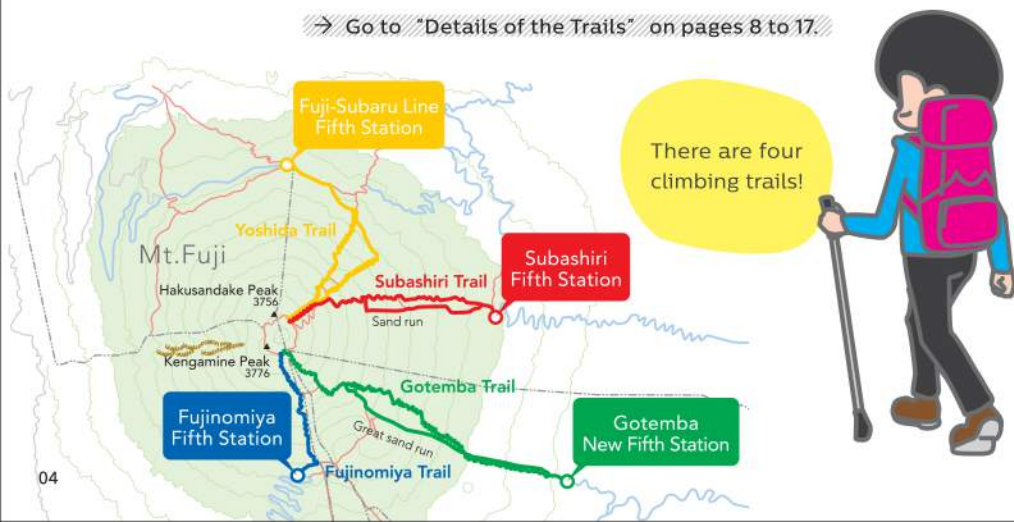 → Go to "Details of the Trails" on pages 8 to 17.
Fuji-Subaru Line
Fifth Station
There are four
climbing trails!
Yoshida Trail
Mt.Fuji
Subashiri
Fifth Station
Subashiri Trail
Hakusandake Peak
3756
Sand run
Kengamine Peak
3776
Gotemba Trail
Fujinomiya
Fifth Station
Great sand run
Gotemba
New Fifth Station
Fujinomiya Trail
04